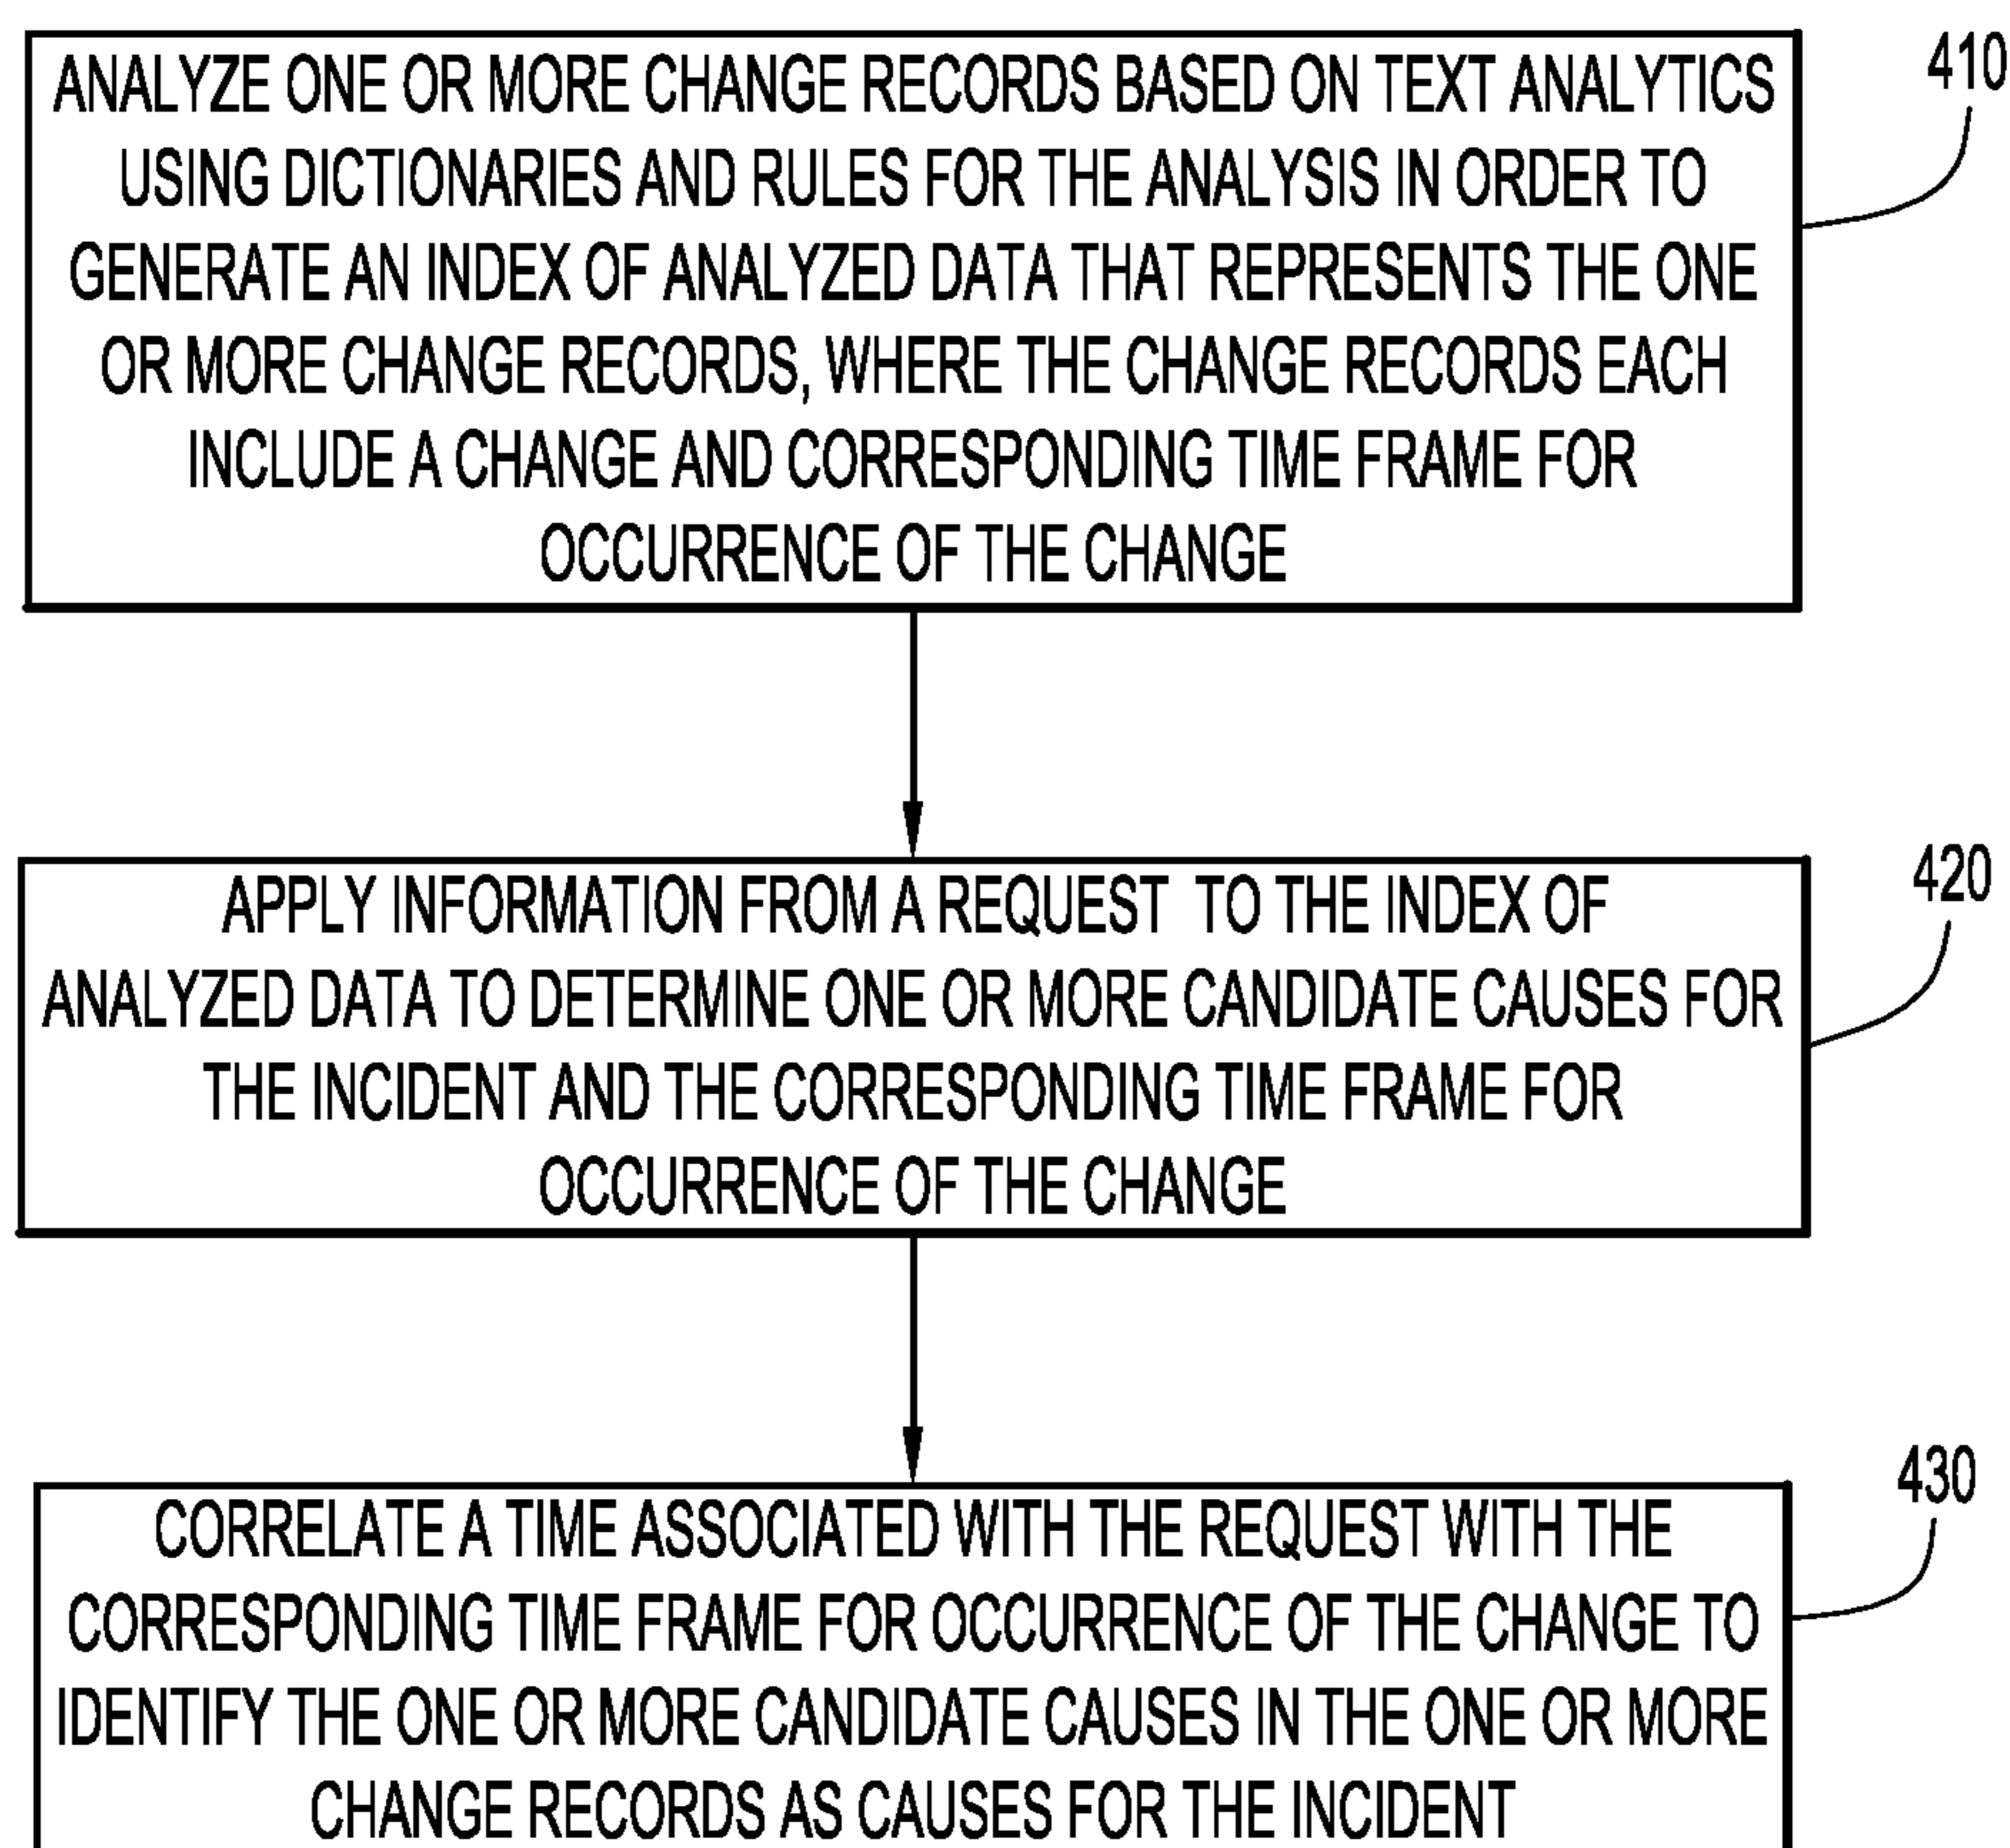 ANALYZE ONE OR MORE CHANGE RECORDS BASED ON TEXT ANALYTICS
USING DICTIONARIES AND RULES FOR THE ANALYSIS IN ORDER TO
GENERATE AN INDEX OF ANALYZED DATA THAT REPRESENTS THE ONE
OR MORE CHANGE RECORDS, WHERE THE CHANGE RECORDS EACH
INCLUDE A CHANGE AND CORRESPONDING TIME FRAME FOR
OCCURRENCE OF THE CHANGE
410
APPLY INFORMATION FROM A REQUEST TO THE INDEX OF
ANALYZED DATA TO DETERMINE ONE OR MORE CANDIDATE CAUSES FOR
THE INCIDENT AND THE CORRESPONDING TIME FRAME FOR
OCCURRENCE OF THE CHANGE
420
CORRELATE A TIME ASSOCIATED WITH THE REQUEST WITH THE
CORRESPONDING TIME FRAME FOR OCCURRENCE OF THE CHANGE TO
IDENTIFY THE ONE OR MORE CANDIDATE CAUSES IN THE ONE OR MORE
CHANGE RECORDS AS CAUSES FOR THE INCIDENT
430